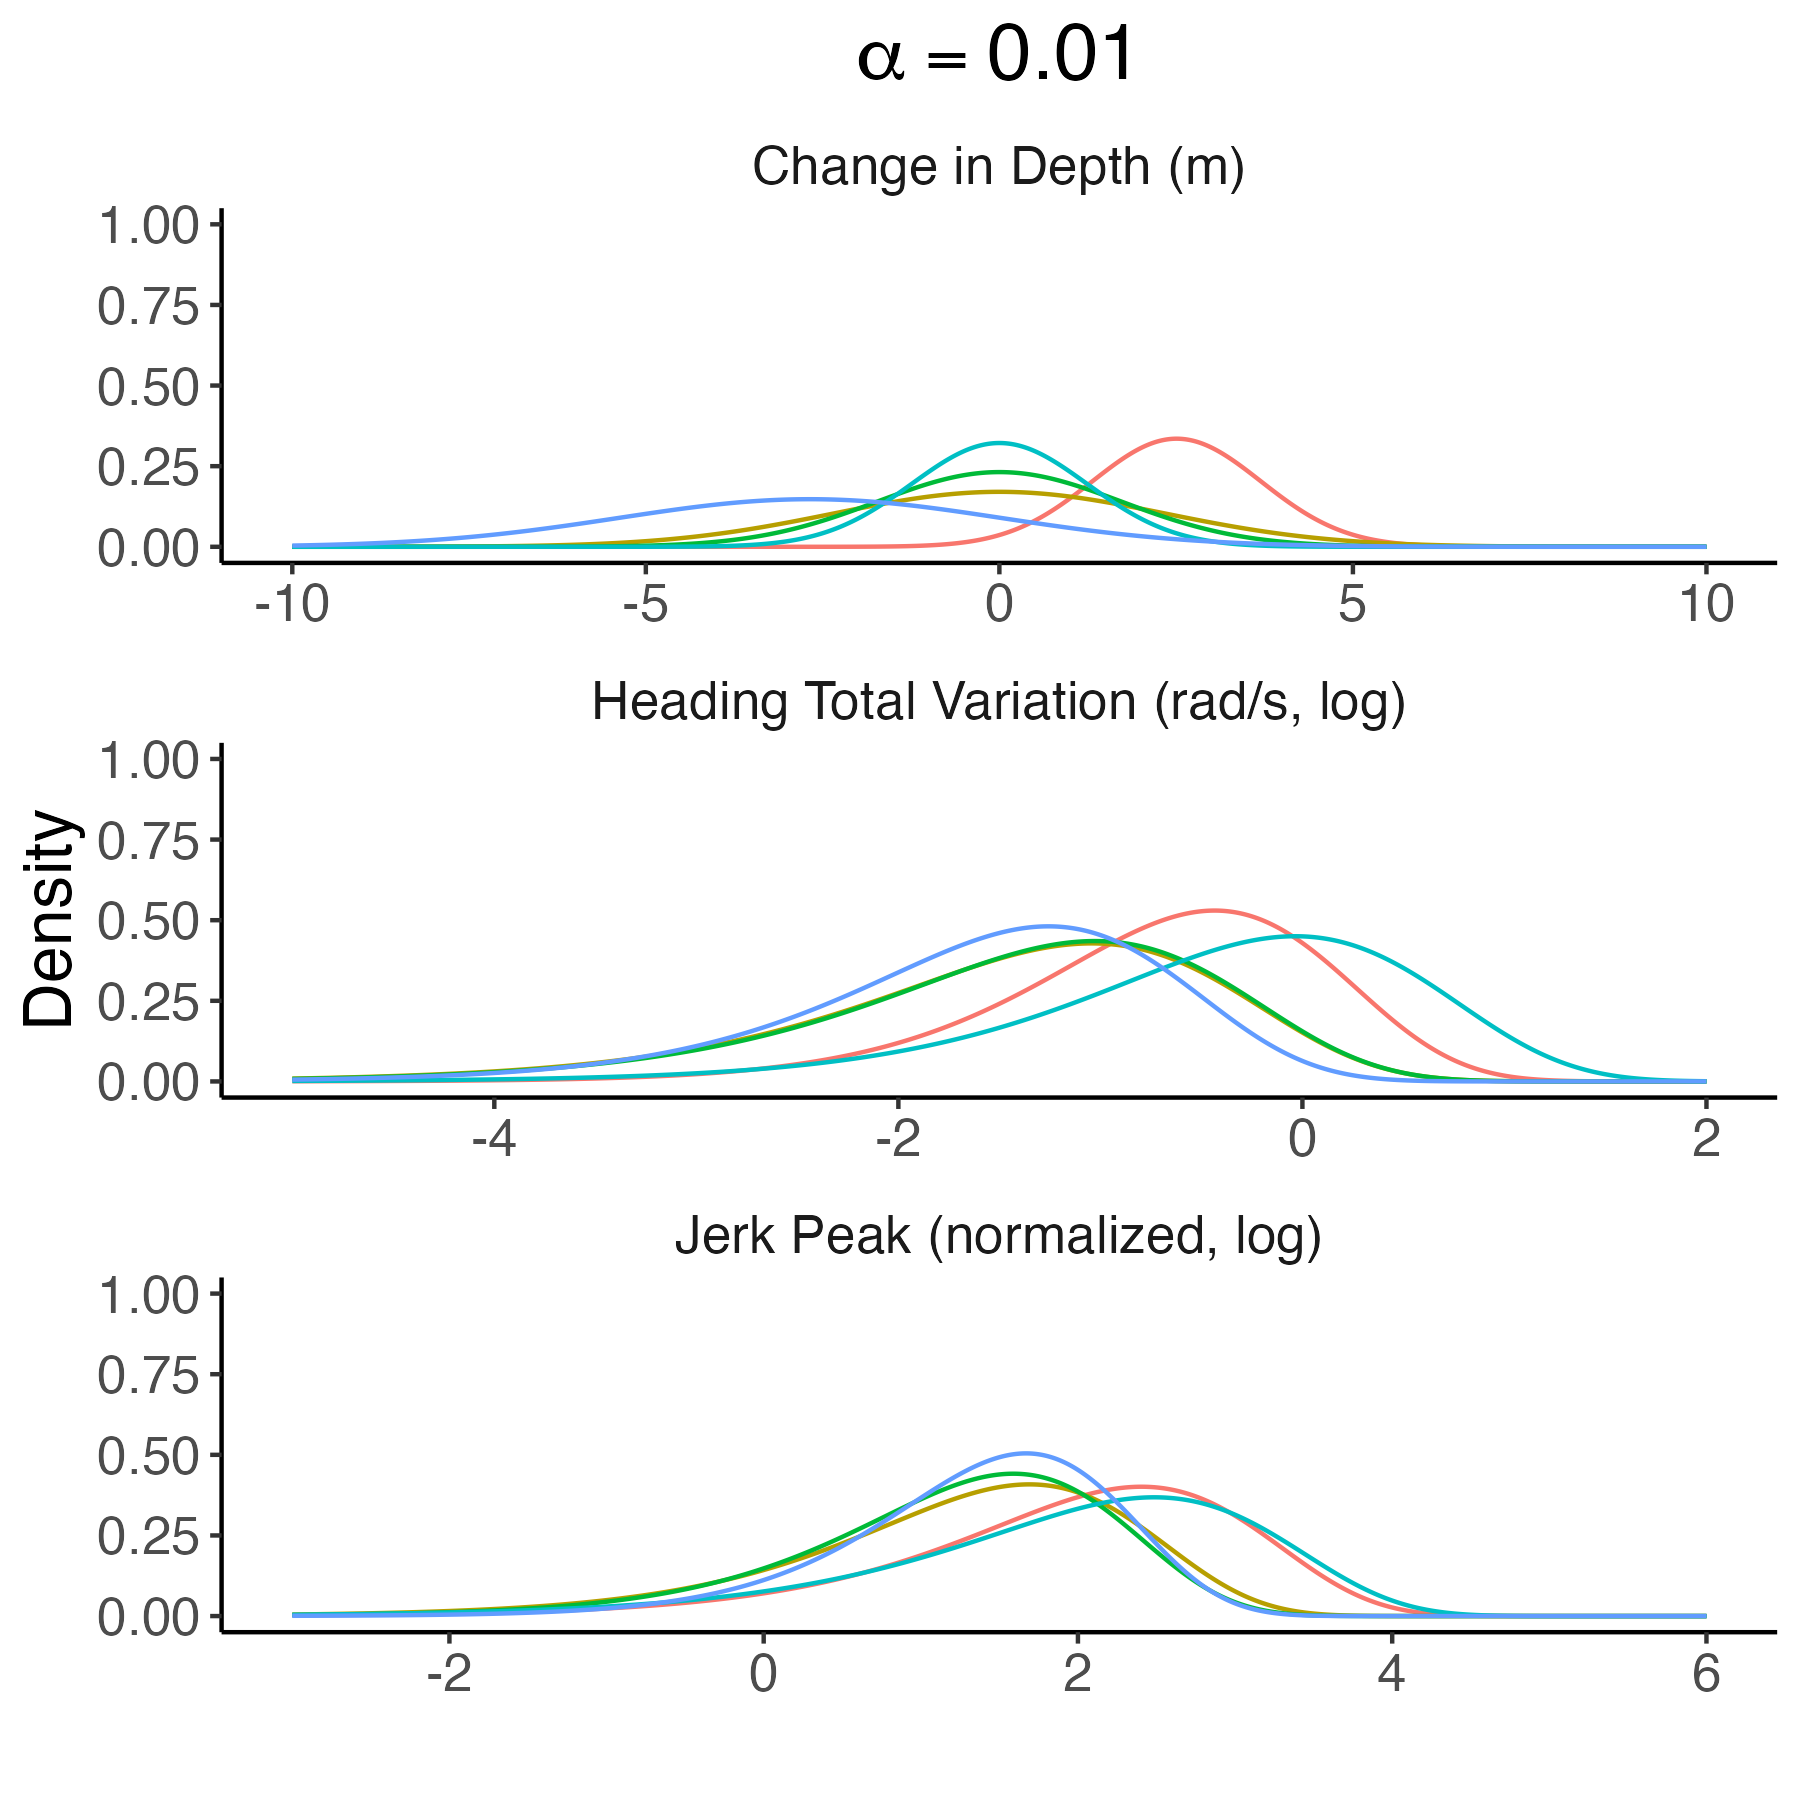 α = 0.01
Change in Depth (m)
1.00
0.75
0.50
0.25
0.00
-10 -5 0 5 10
Heading Total Variation (rad/s, log)
Density
1.00
0.75
0.50
0.25
0.00
-4 -2 0 2
Jerk Peak (normalized, log)
1.00
0.75
0.50
0.25
0.00
-2 0 2 4 6